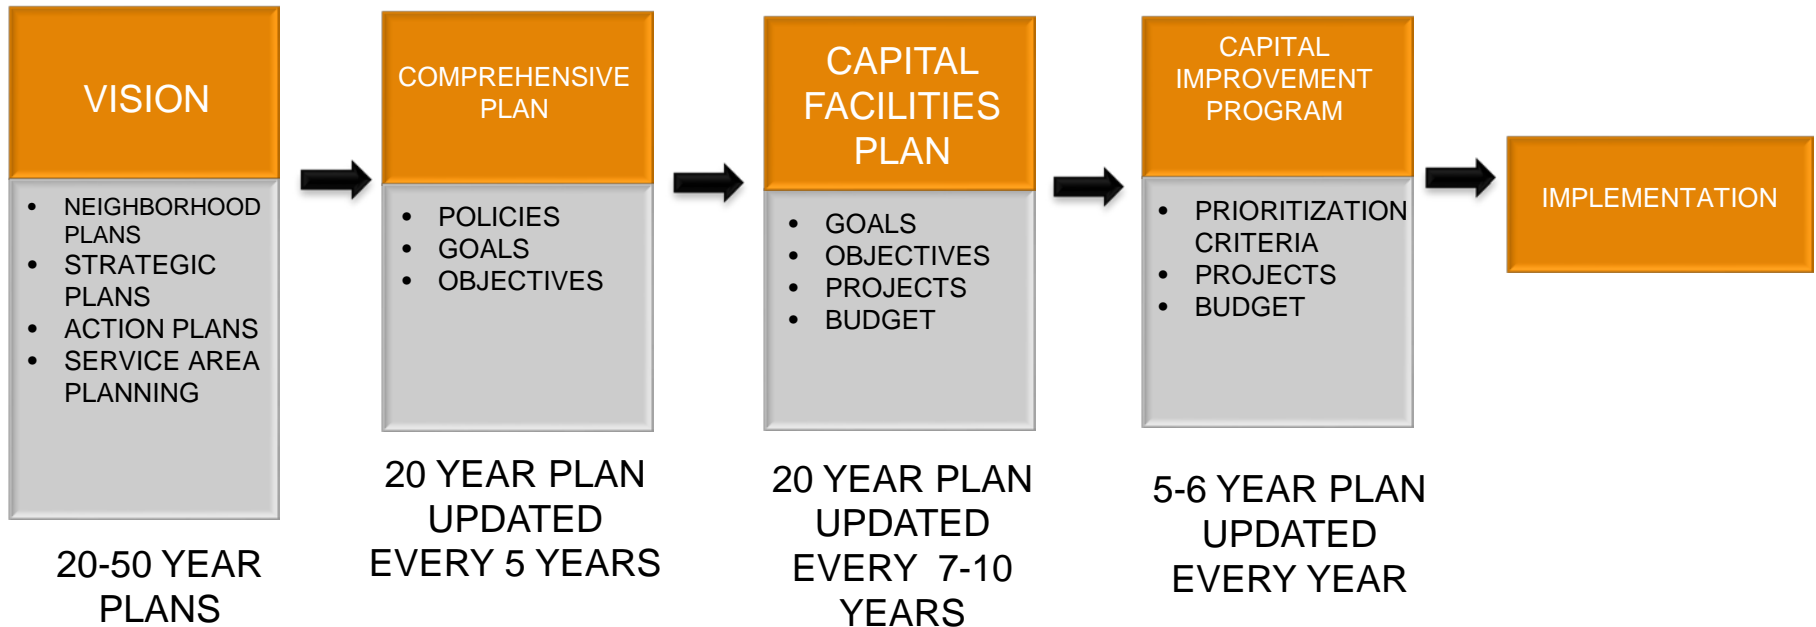 VISION
• NEIGHBORHOOD
PLANS
• STRATEGIC
PLANS
• ACTION PLANS
• SERVICE AREA
PLANNING
20-50 YEAR
PLANS
COMPREHENSIVE
PLAN
• POLICIES
• GOALS
• OBJECTIVES
20 YEAR PLAN
UPDATED
EVERY 5 YEARS
CAPITAL
FACILITIES
PLAN
• GOALS
• OBJECTIVES
• PROJECTS
• BUDGET
20 YEAR PLAN
UPDATED
EVERY 7-10
YEARS
CAPITAL
IMPROVEMENT
PROGRAM
• PRIORITIZATION
CRITERIA
• PROJECTS
• BUDGET
5-6 YEAR PLAN
UPDATED
EVERY YEAR
IMPLEMENTATION